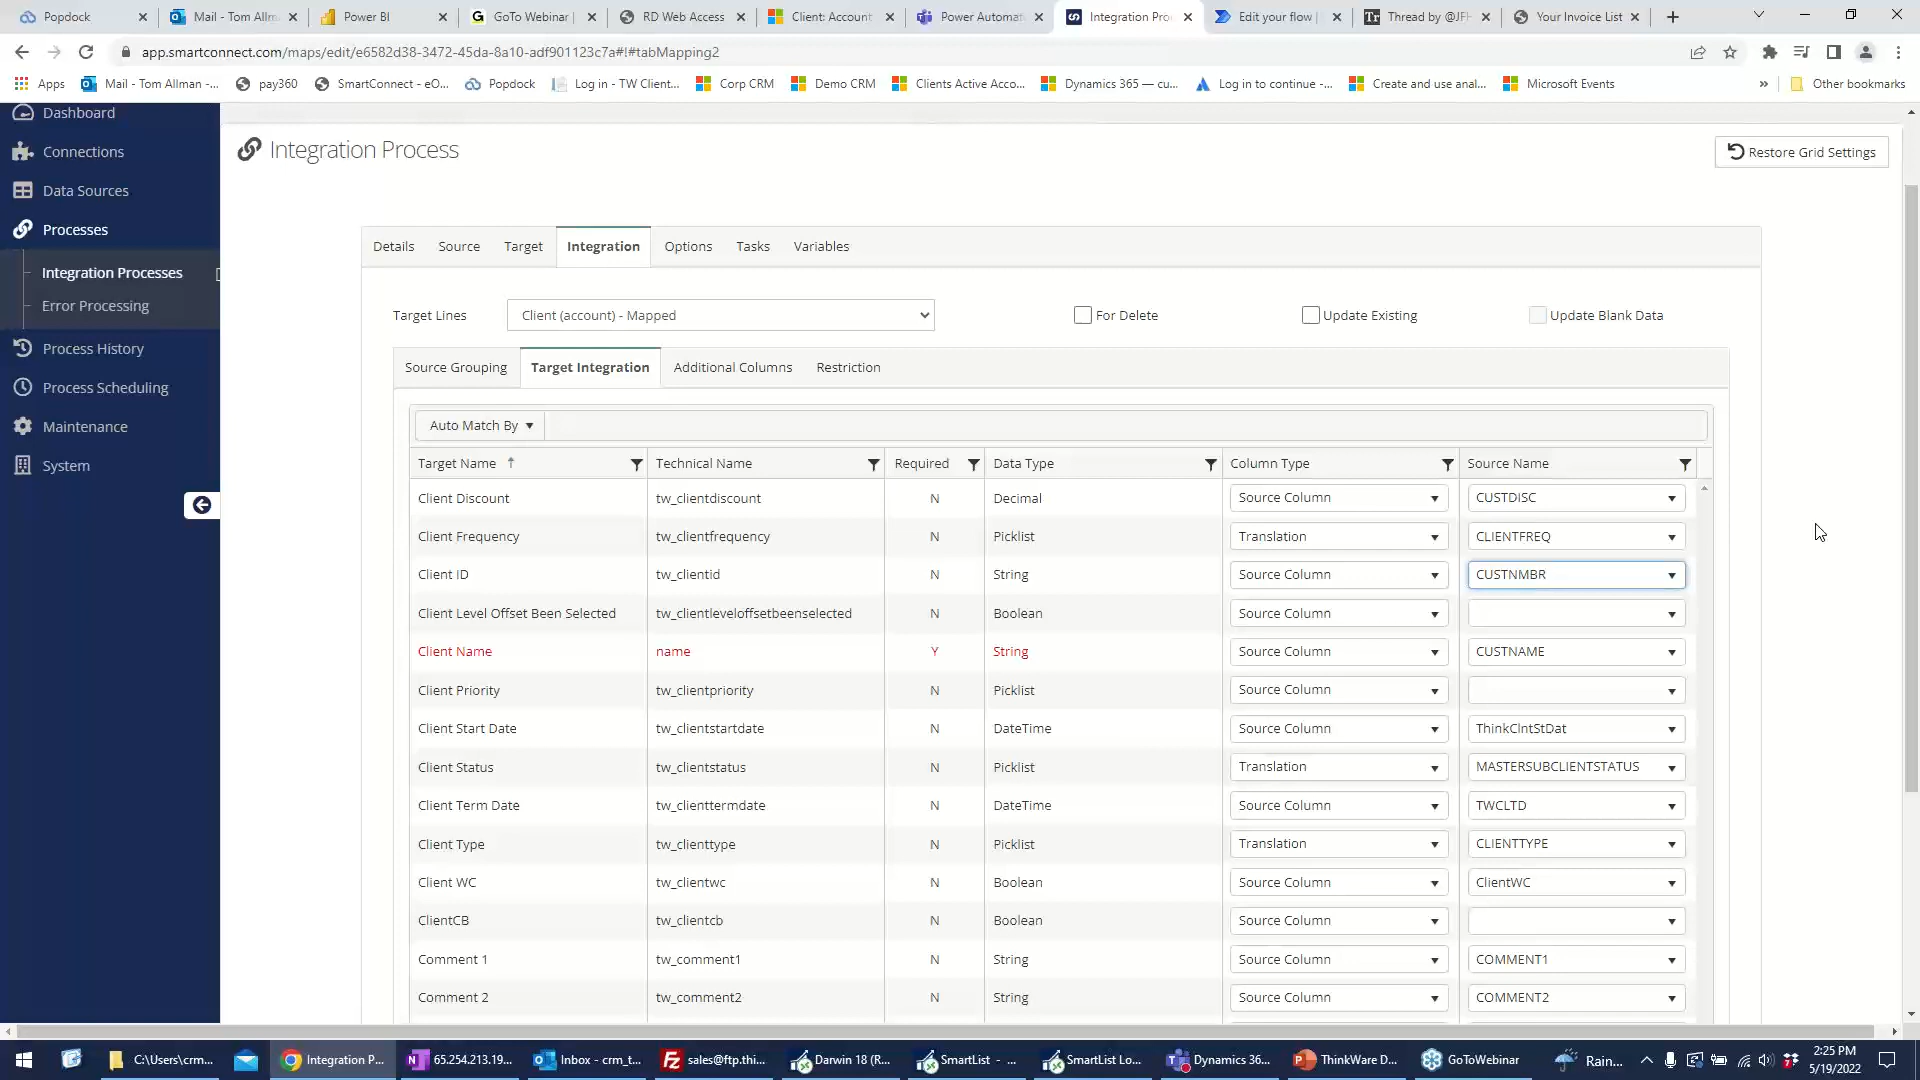 Popdock
Mail - Tom Allm
Power BI
GoTo Webinar |
RD Web Access
Client: Account
Power Automat
Integration Pro
Edit your flow |
Thread by @JFH
Your Invoice List
app.smartconnect.com/maps/edit/e6582d38-3472-45da-8a10-adf901123c7a#!#tabMapping2
Apps
Mail - Tom Allman -...
pay360
SmartConnect - eO...
Popdock
Log in - TW Client...
Corp CRM
Demo CRM
Clients Active Acco...
Dynamics 365 — cu...
Log in to continue -...
Create and use anal...
Microsoft Events
»
Other bookmarks
Dashboard
Connections
Data Sources
Processes
Integration Processes
Error Processing
Process History
Process Scheduling
Maintenance
System
Integration Process
Restore Grid Settings
Details Source Target Integration Options Tasks Variables
Target Lines Client (account) - Mapped For Delete Update Existing Update Blank Data
Source Grouping Target Integration Additional Columns Restriction
Auto Match By
Target Name Technical Name Required Data Type Column Type Source Name
Client Discount tw_clientdiscount N Decimal Source Column CUSTDISC
Client Frequency tw_clientfrequency N Picklist Translation CLIENTFREQ
Client ID tw_clientid N String Source Column CUSTNMBR
Client Level Offset Been Selected tw_clientleveloffsetbeenselected N Boolean Source Column
Client Name name Y String Source Column CUSTNAME
Client Priority tw_clientpriority N Picklist Source Column
Client Start Date tw_clientstartdate N DateTime Source Column ThinkClntStDat
Client Status tw_clientstatus N Picklist Translation MASTERSUBCLIENTSTATUS
Client Term Date tw_clienttermdate N DateTime Source Column TWCLTD
Client Type tw_clienttype N Picklist Translation CLIENTTYPE
Client WC tw_clientwc N Boolean Source Column ClientWC
ClientCB tw_clientcb N Boolean Source Column
Comment 1 tw_comment1 N String Source Column COMMENT1
Comment 2 tw_comment2 N String Source Column COMMENT2
C:\Users\crm...
Integration P...
65.254.213.19...
Inbox - crm_t...
sales@ftp.thi...
Darwin 18 (R...
SmartList - ...
SmartList Lo...
Dynamics 36...
ThinkWare D...
GoToWebinar
Rain...
2:25 PM
5/19/2022